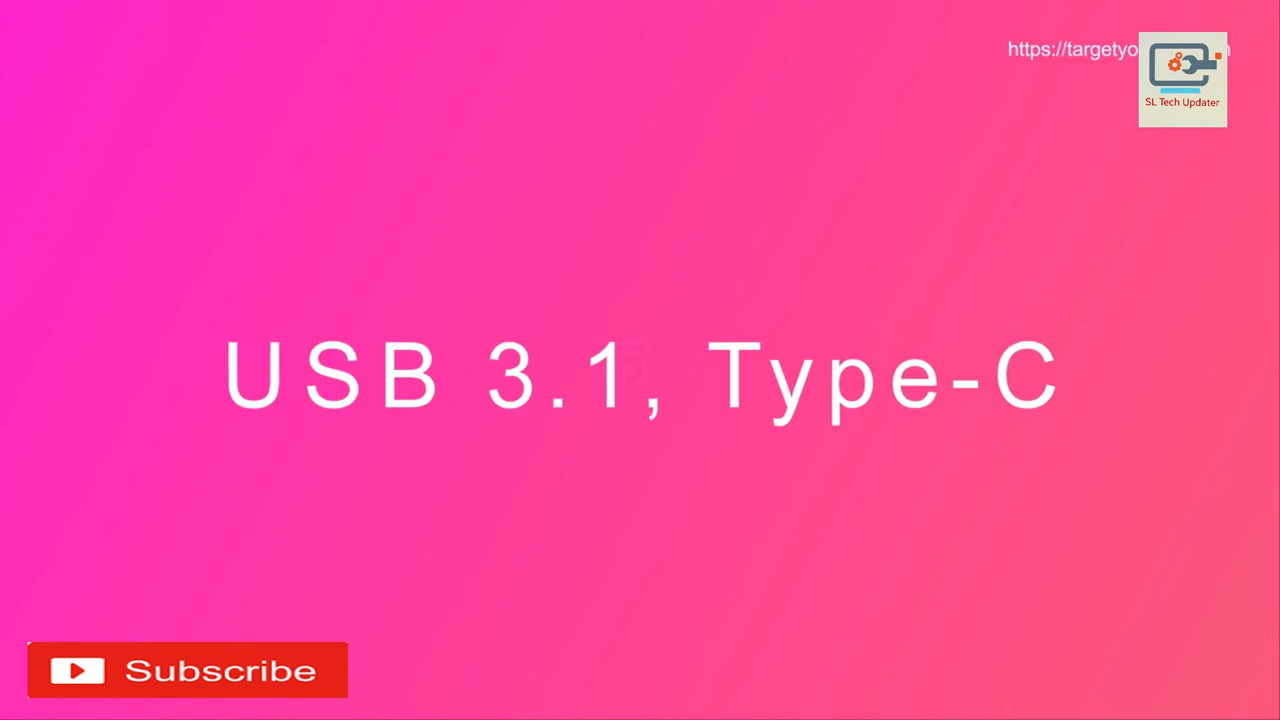 https://targetyo
SL Tech Updater
USB 3.1, Type-C
Subscribe